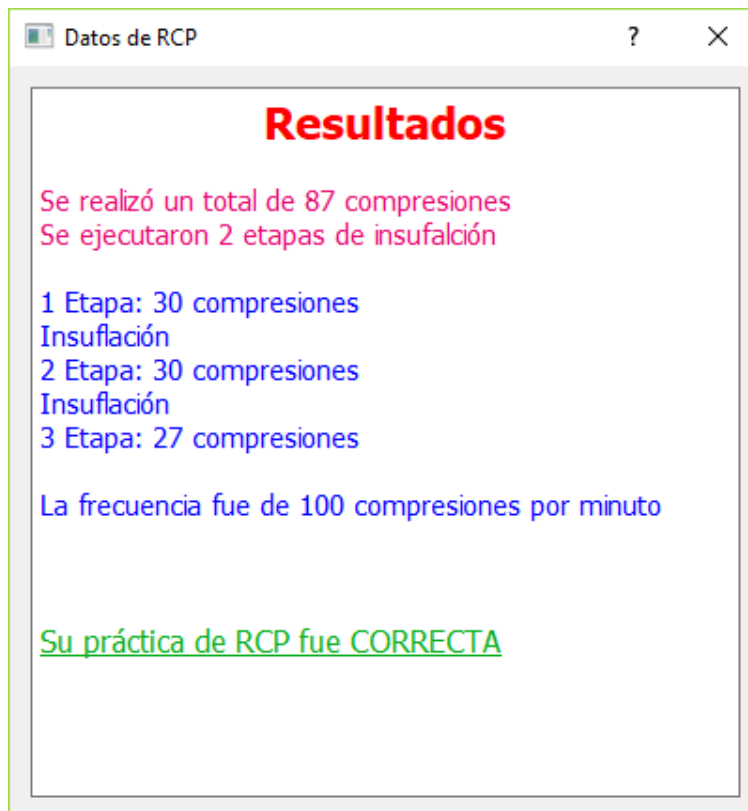 Datos de RCP
?
Resultados
Se realizó un total de 87 compresiones
Se ejecutaron 2 etapas de insufalción
1 Etapa: 30 compresiones
Insuflación
2 Etapa: 30 compresiones
Insuflación
3 Etapa: 27 compresiones
La frecuencia fue de 100 compresiones por minuto
Su práctica de RCP fue CORRECTA